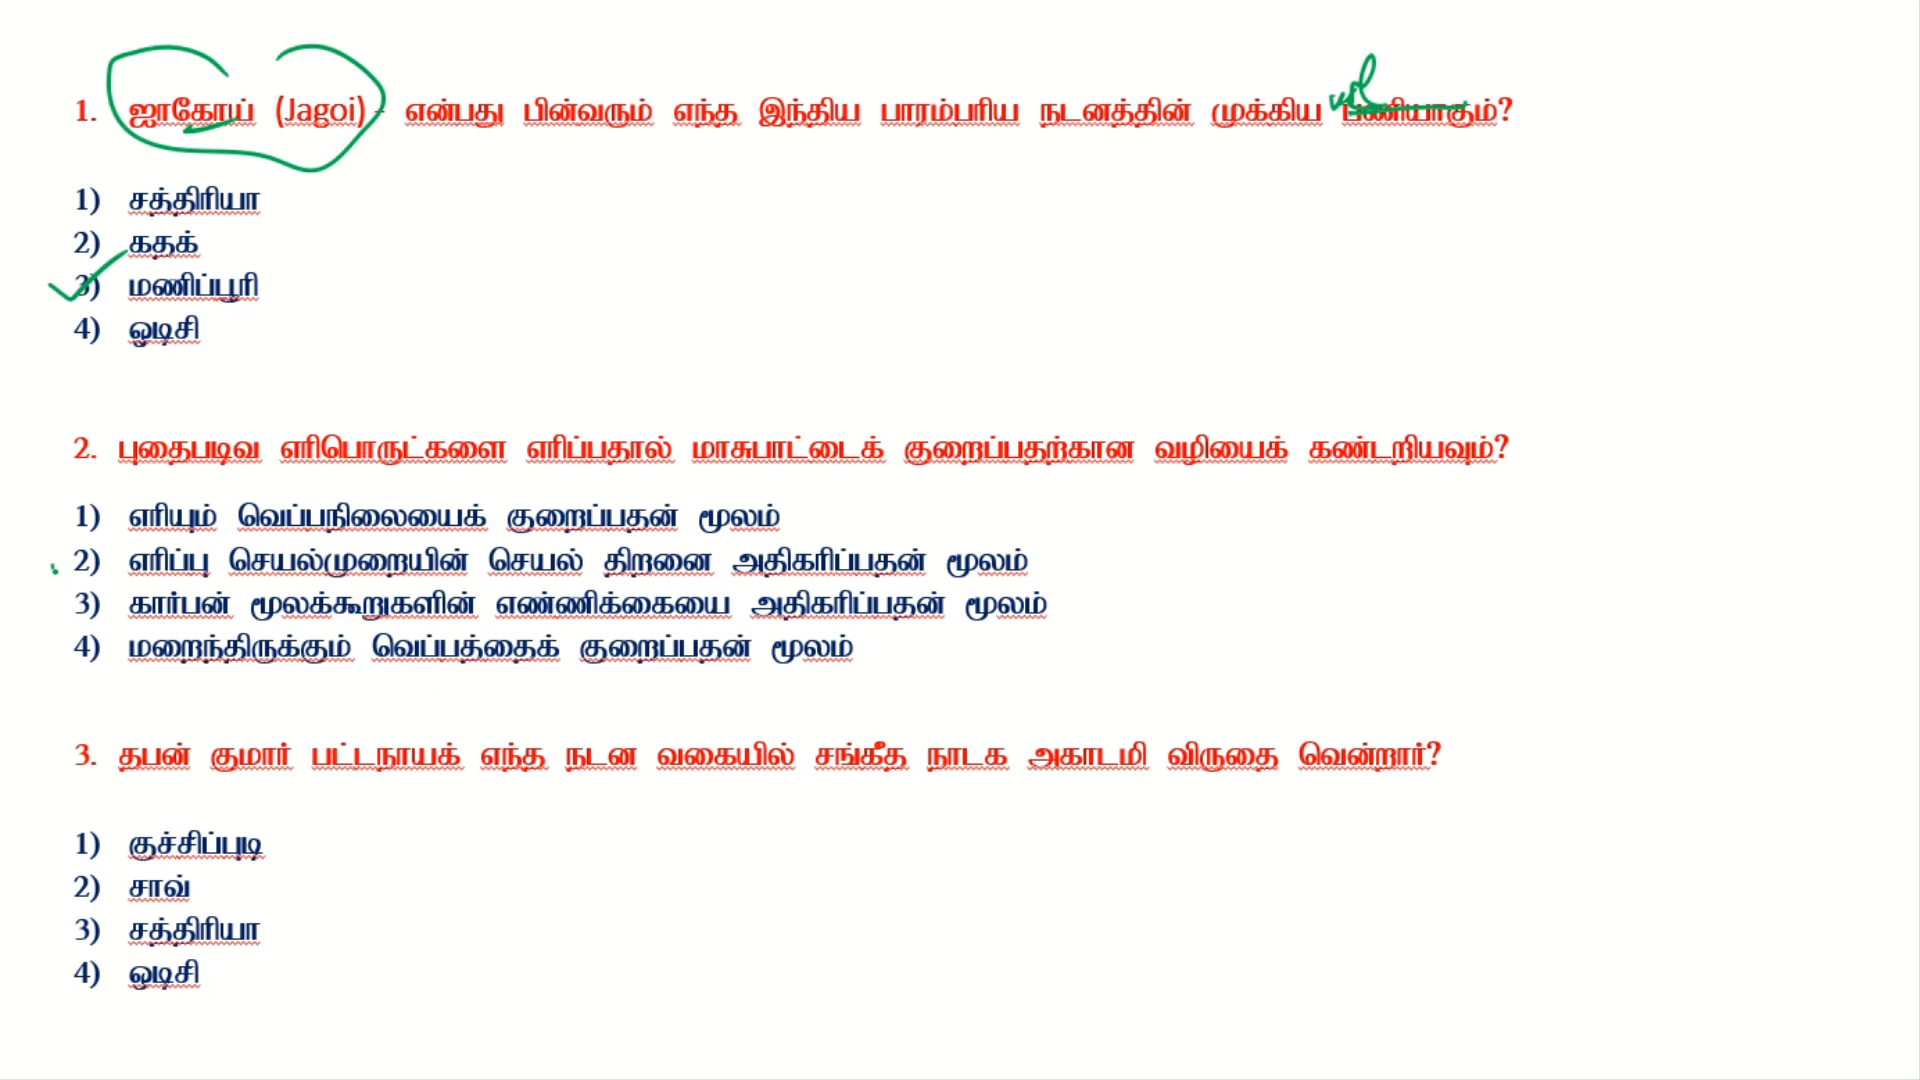 1. ஜாகோய் (Jagoi) - என்பது பின்வரும் எந்த இந்திய பாரம்பரிய நடனத்தின் முக்கிய பணியாகும்?
1) சத்திரியா
2) கதக்
3) மணிப்பூரி
4) ஒடிசி
2. புதைபடிவ எரிபொருட்களை எரிப்பதால் மாசுபாட்டைக் குறைப்பதற்கான வழியைக் கண்டறியவும்?
1) எரியும் வெப்பநிலையைக் குறைப்பதன் மூலம்
2) எரிப்பு செயல்முறையின் செயல் திறனை அதிகரிப்பதன் மூலம்
3) கார்பன் மூலக்கூறுகளின் எண்ணிக்கையை அதிகரிப்பதன் மூலம்
4) மறைந்திருக்கும் வெப்பத்தைக் குறைப்பதன் மூலம்
3. தபன் குமார் பட்டநாயக் எந்த நடன வகையில் சங்கீத நாடக அகாடமி விருதை வென்றார்?
1) குச்சிப்புடி
2) சாவ்
3) சத்திரியா
4) ஒடிசி